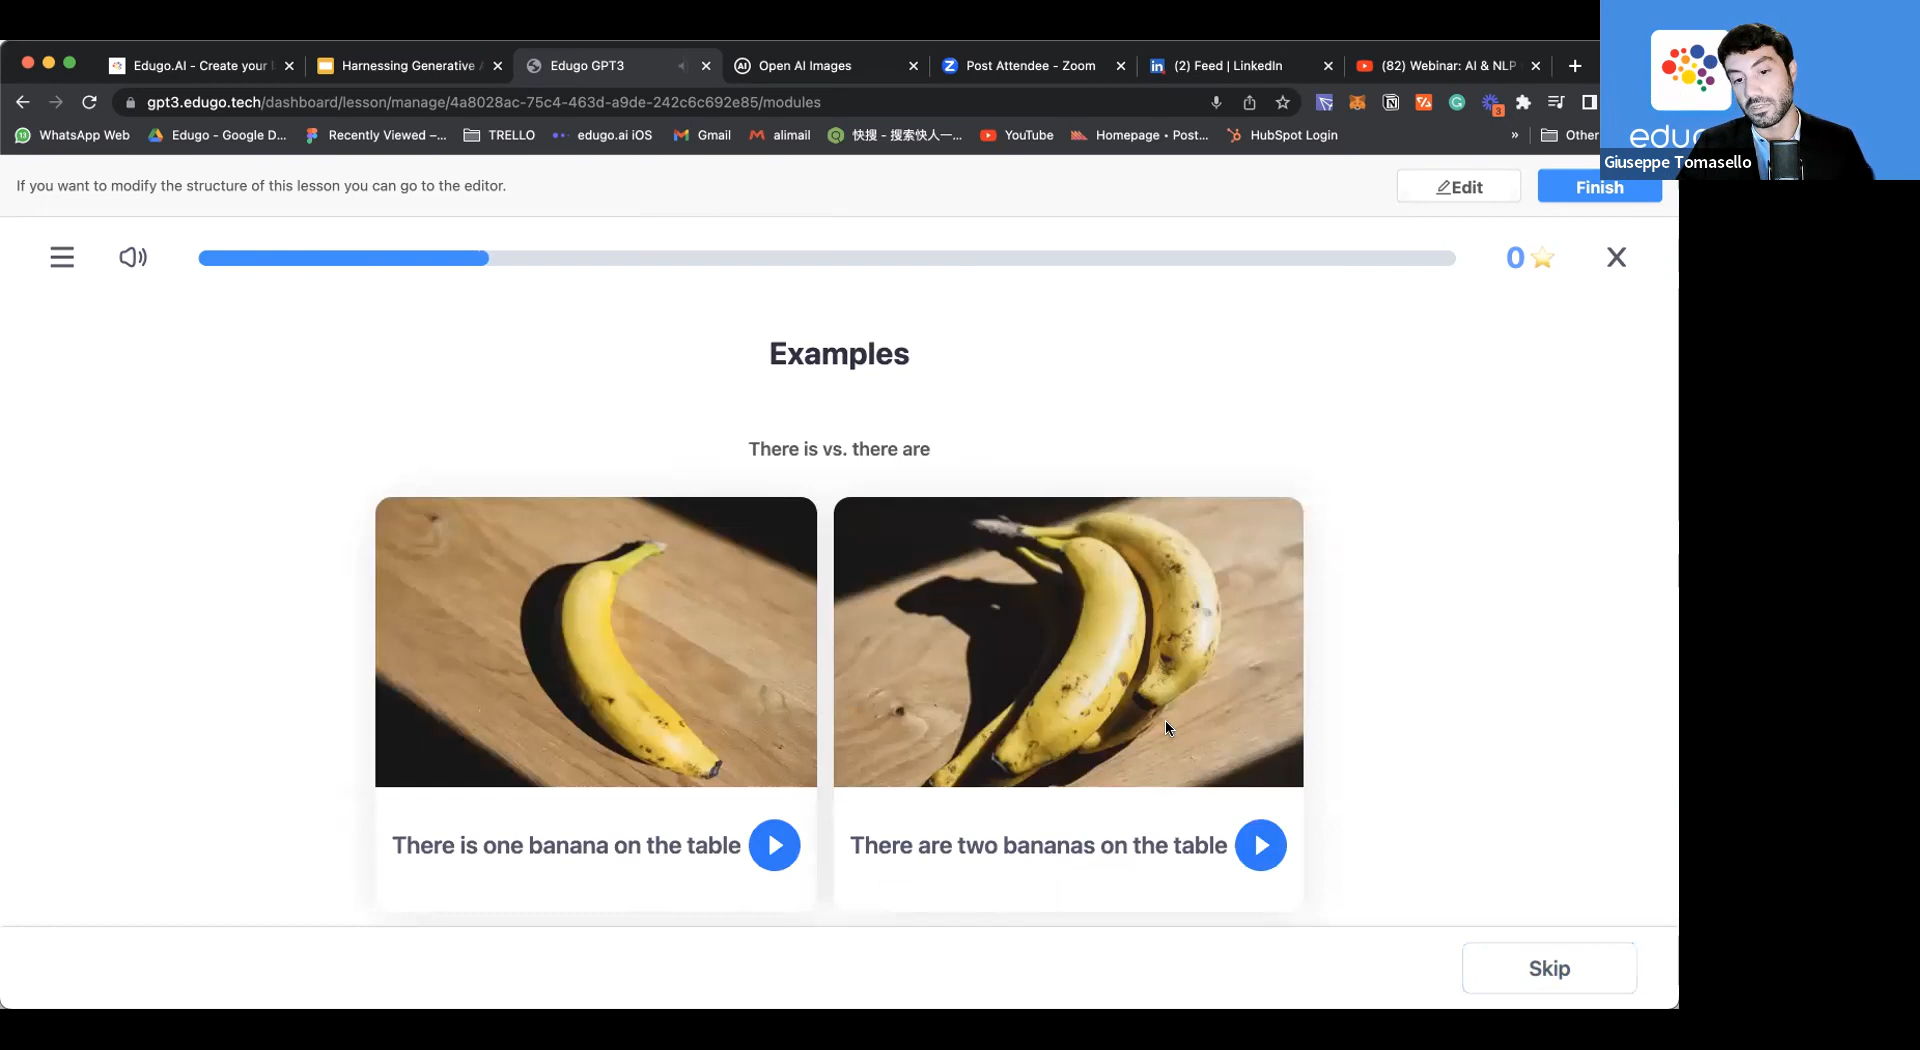 Edugo.AI - Create your
Harnessing Generative
Edugo GPT3
Open AI Images
Post Attendee - Zoom
(2) Feed | LinkedIn
(82) Webinar: AI & NLP
gpt3.edugo.tech/dashboard/lesson/manage/4a8028ac-75c4-463d-a9de-242c6c692e85/modules
3
WhatsApp Web
Edugo - Google D...
Recently Viewed –...
TRELLO
edugo.ai iOS
Gmail
alimail
快搜 - 搜索快人一...
YouTube
Homepage • Post...
HubSpot Login
»
Other
Giuseppe Tomasello
If you want to modify the structure of this lesson you can go to the editor.
Edit
Finish
0
Examples
There is vs. there are
There is one banana on the table
There are two bananas on the table
Skip